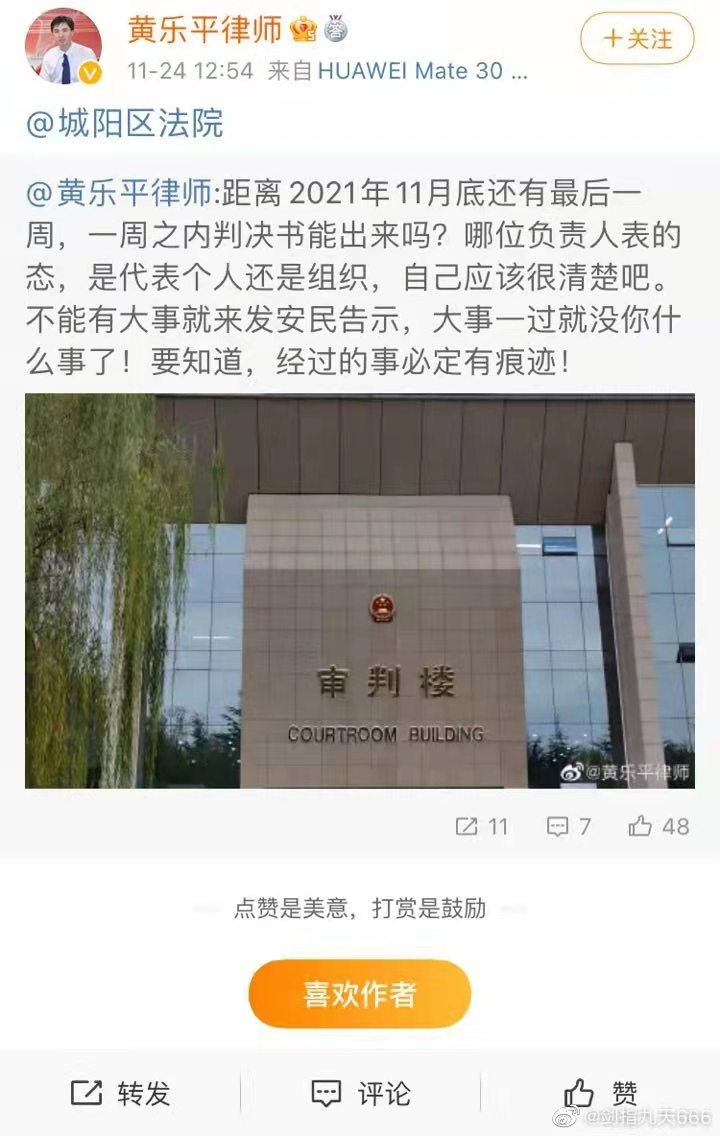 黄乐平律师
答
+关注
11-24 12:54 来自 HUAWEI Mate 30 ...
@城阳区法院
@黄乐平律师:距离2021年11月底还有最后一
周，一周之内判决书能出来吗？哪位负责人表的
态，是代表个人还是组织，自己应该很清楚吧。
不能有大事就来发安民告示，大事一过就没你什
么事了！要知道，经过的事必定有痕迹！
审判楼
COURTROOM BUILDING
@黄乐平律师
11 7 48
点赞是美意，打赏是鼓励
喜欢作者
转发 评论 赞
@剑指九天666